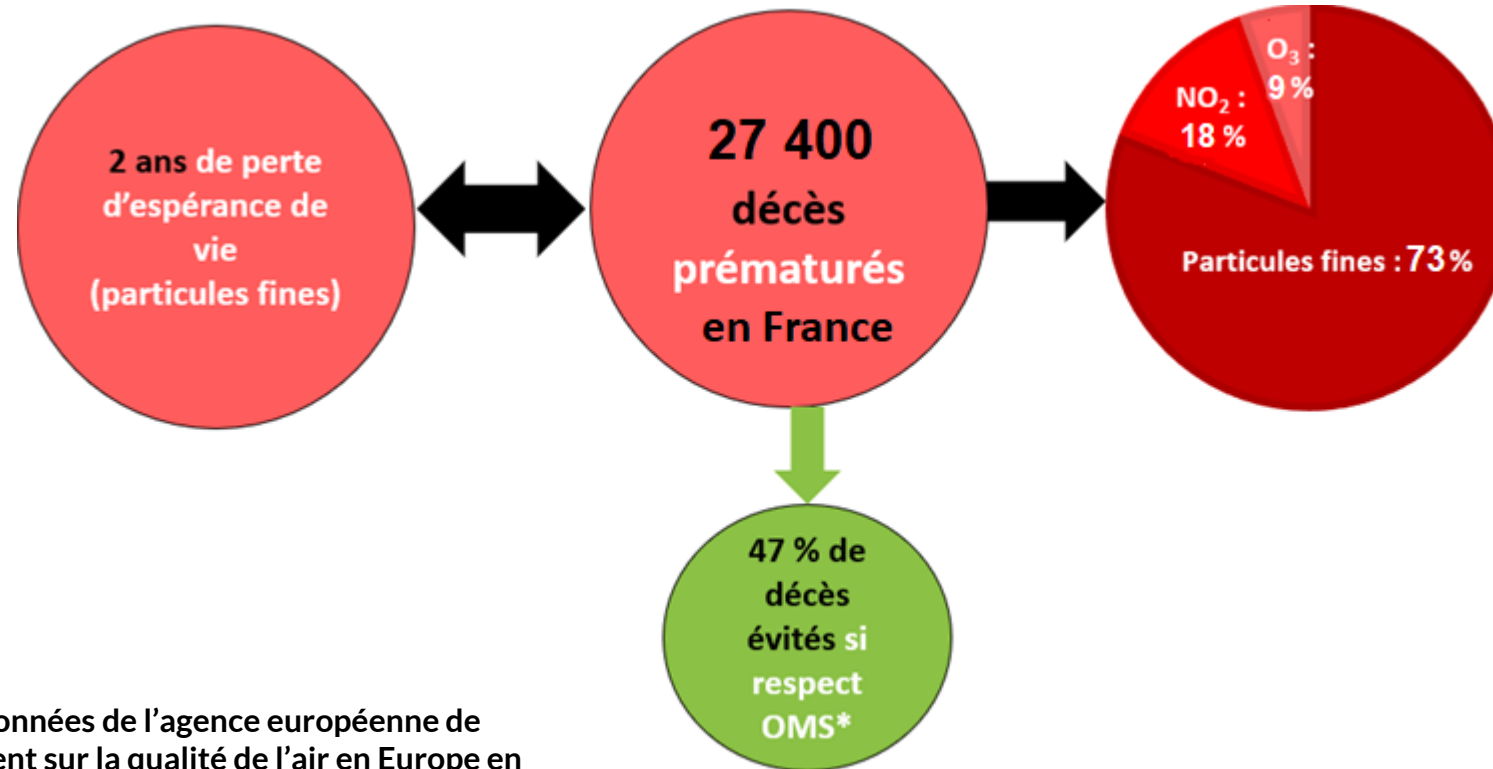 2 ans de perte
d'espérance de
vie
(particules fines)
27 400
décès
prématurés
en France
O₃ :
9 %
NO₂ :
18 %
Particules fines : 73 %
47 % de
décès
évités si
respect
OMS*
onnées de l'agence européenne de
ent sur la qualité de l'air en Europe en